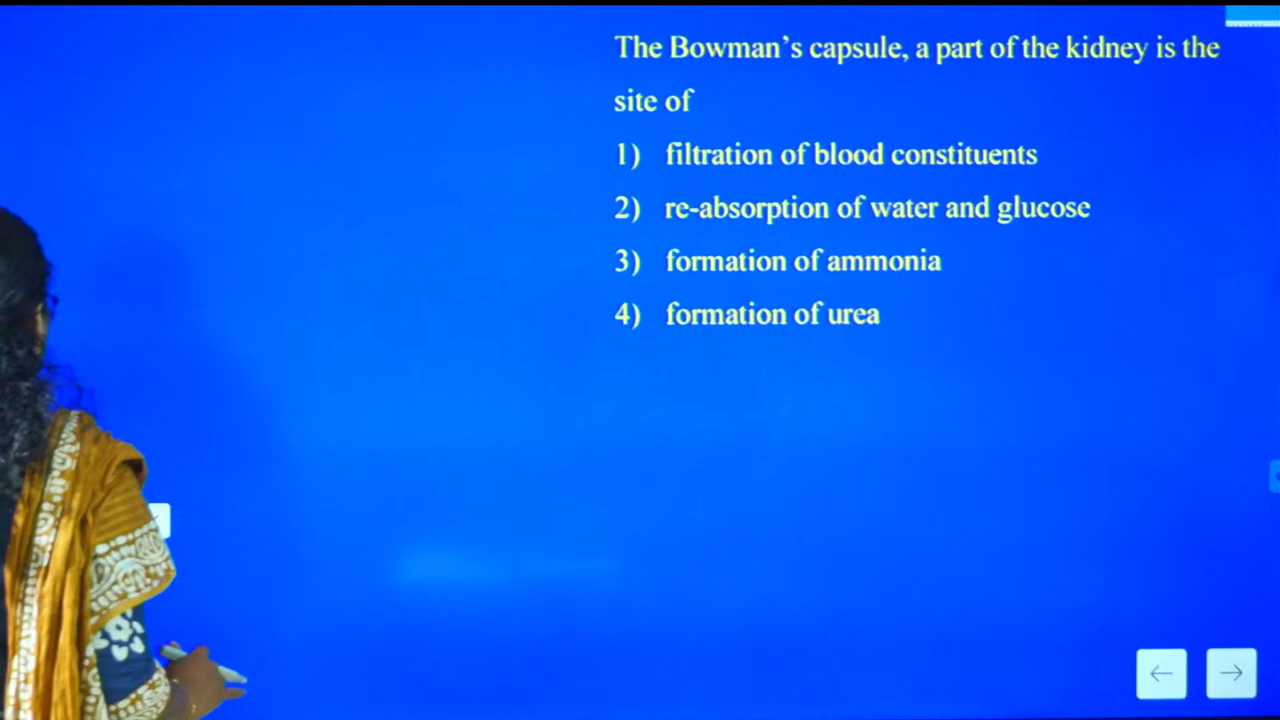 The Bowman's capsule, a part of the kidney is the
site of
1) filtration of blood constituents
2) re-absorption of water and glucose
3) formation of ammonia
4) formation of urea